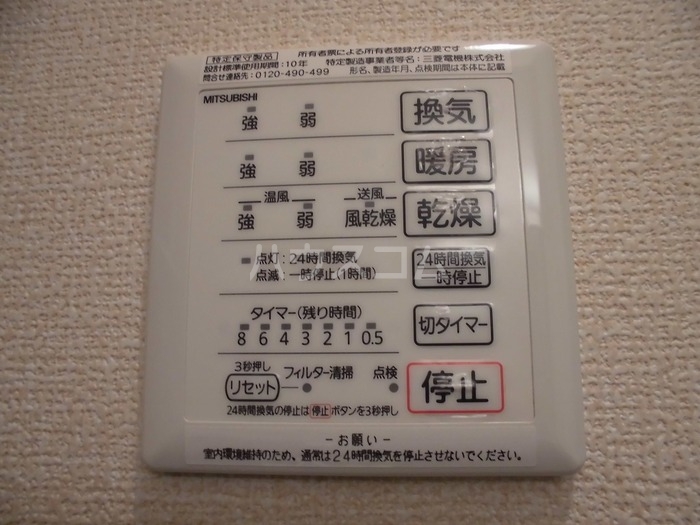 特定保守製品 所有者票による所有者登録が必要です
設計標準使用期間：10年 特定製造事業者等名：三菱電機株式会社
問合せ連絡先：0120-490-499 形名、製造年月、点検期間は本体に記載
MITSUBISHI
強 弱 換気
強 弱 暖房
温風 送風
強 弱 風乾燥 乾燥
点灯：24時間換気
点滅：一時停止(1時間)
24時間換気
一時停止
ハウスコム
タイマー(残り時間)
8 6 4 3 2 1 0.5
切タイマー
3秒押し
リセット フィルター清掃 点検
停止
24時間換気の停止は 停止 ボタンを3秒押し
－お願い－
室内環境維持のため、通常は24時間換気を停止させないでください。